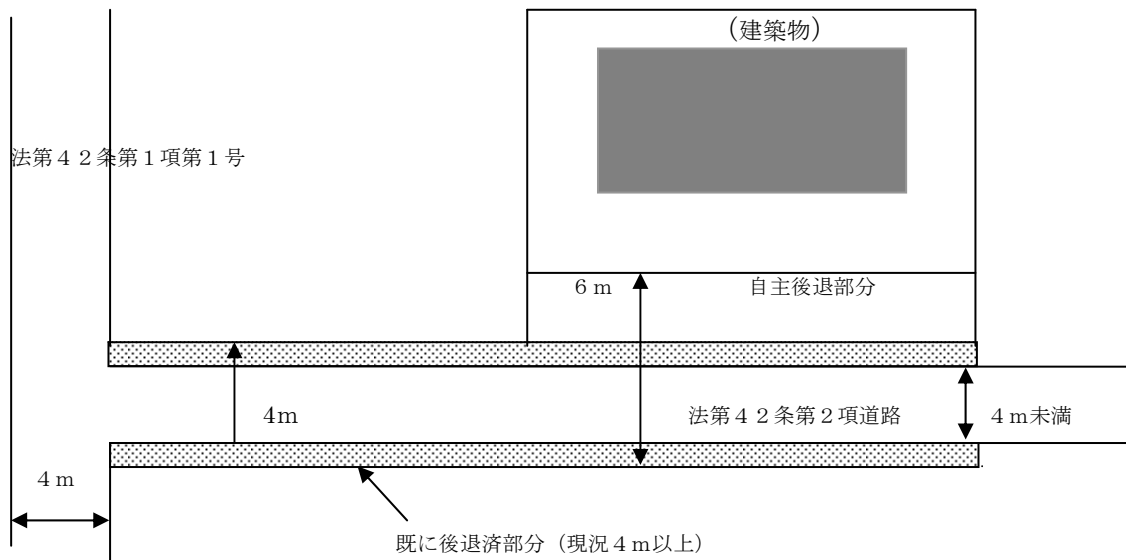 (建築物)
法第４２条第１項第１号
６ｍ
自主後退部分
4m
法第４２条第２項道路
４ｍ未満
４ｍ
既に後退済部分（現況４ｍ以上）